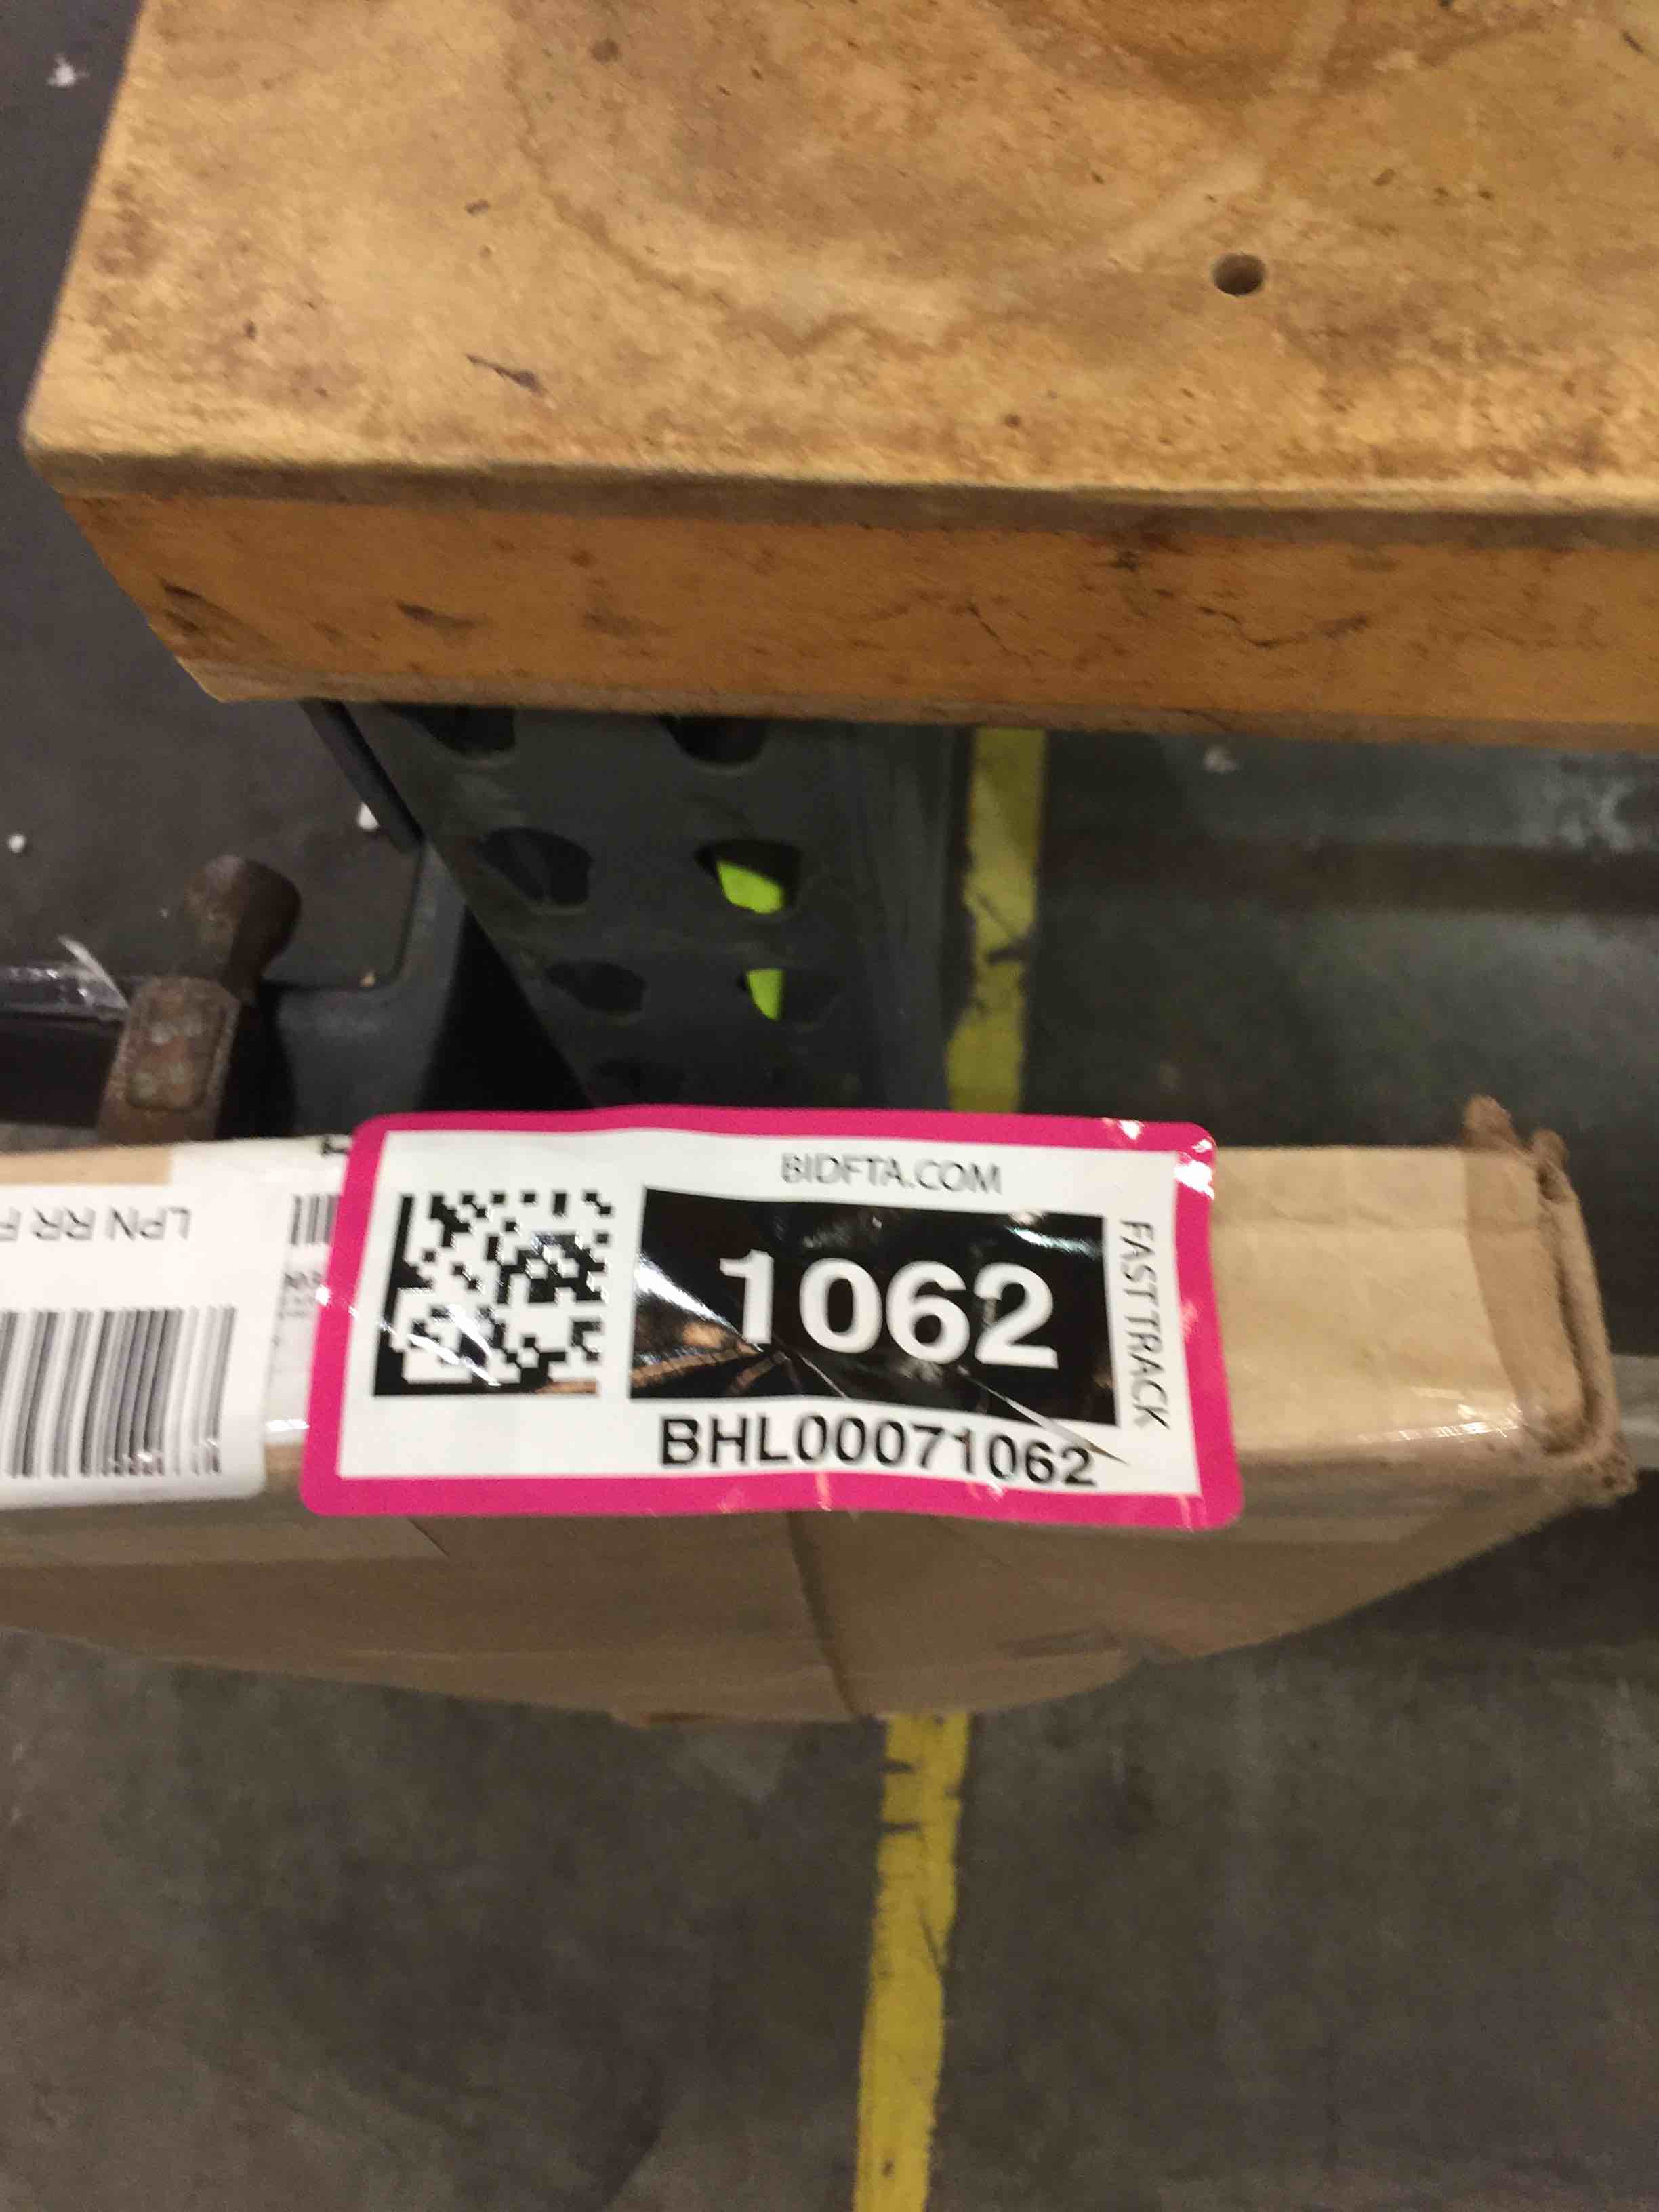 BIDFTA.COM
1062
FAST TRACK
BHL00071062
LPN RR